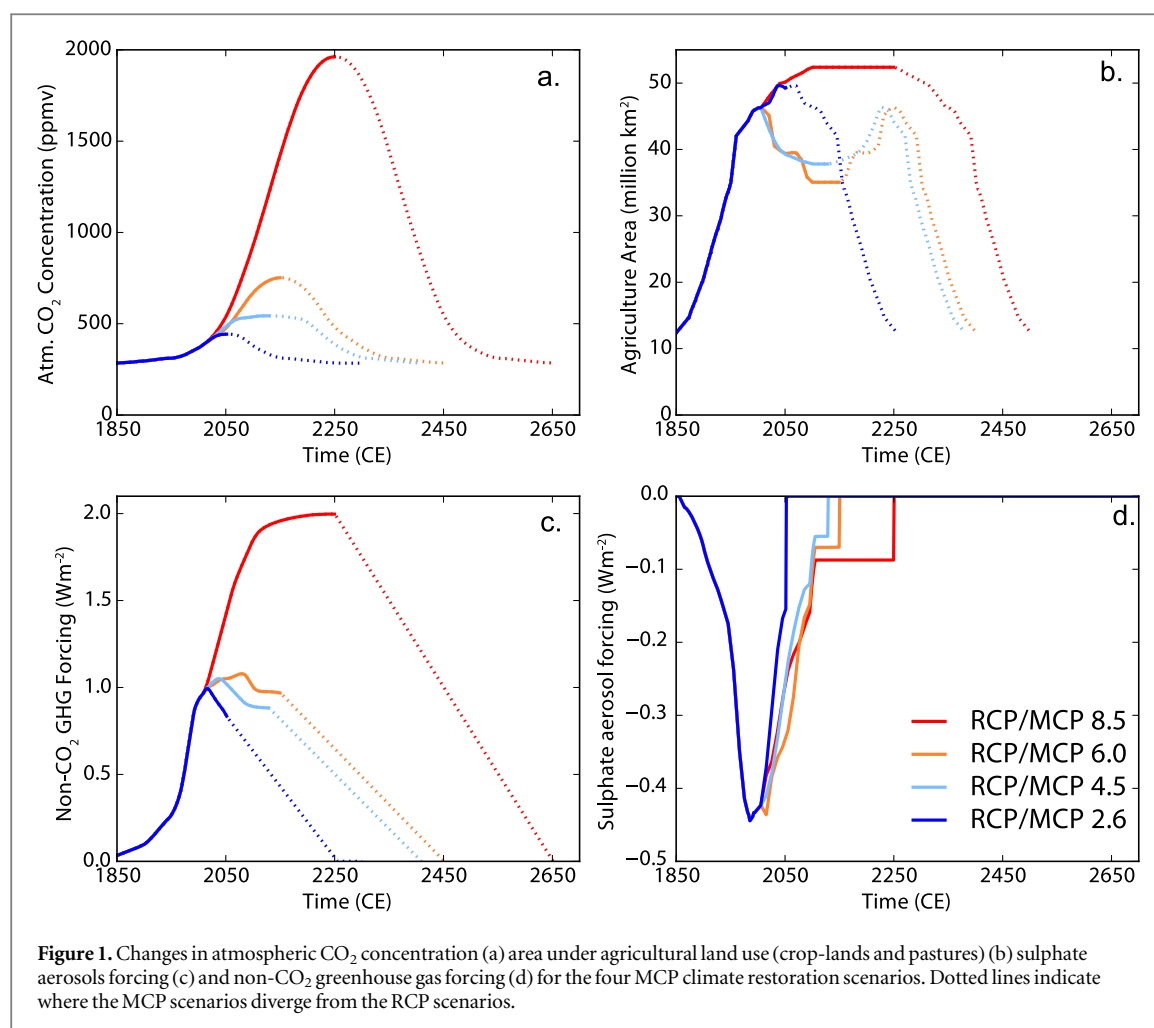 a.
Atm. CO2 Concentration (ppmv)
2000
1500
1000
500
0
1850 2050 2250 2450 2650
Time (CE)
b.
Agriculture Area (million km²)
50
40
30
20
10
0
1850 2050 2250 2450 2650
Time (CE)
c.
Non-CO2 GHG Forcing (Wm-2)
2.0
1.5
1.0
0.5
0.0
1850 2050 2250 2450 2650
Time (CE)
d.
Sulphate aerosol forcing (Wm-2)
0.0
−0.1
−0.2
−0.3
−0.4
−0.5
RCP/MCP 8.5
RCP/MCP 6.0
RCP/MCP 4.5
RCP/MCP 2.6
1850 2050 2250 2450 2650
Time (CE)
Figure 1. Changes in atmospheric CO2 concentration (a) area under agricultural land use (crop-lands and pastures) (b) sulphate
aerosols forcing (c) and non-CO2 greenhouse gas forcing (d) for the four MCP climate restoration scenarios. Dotted lines indicate
where the MCP scenarios diverge from the RCP scenarios.